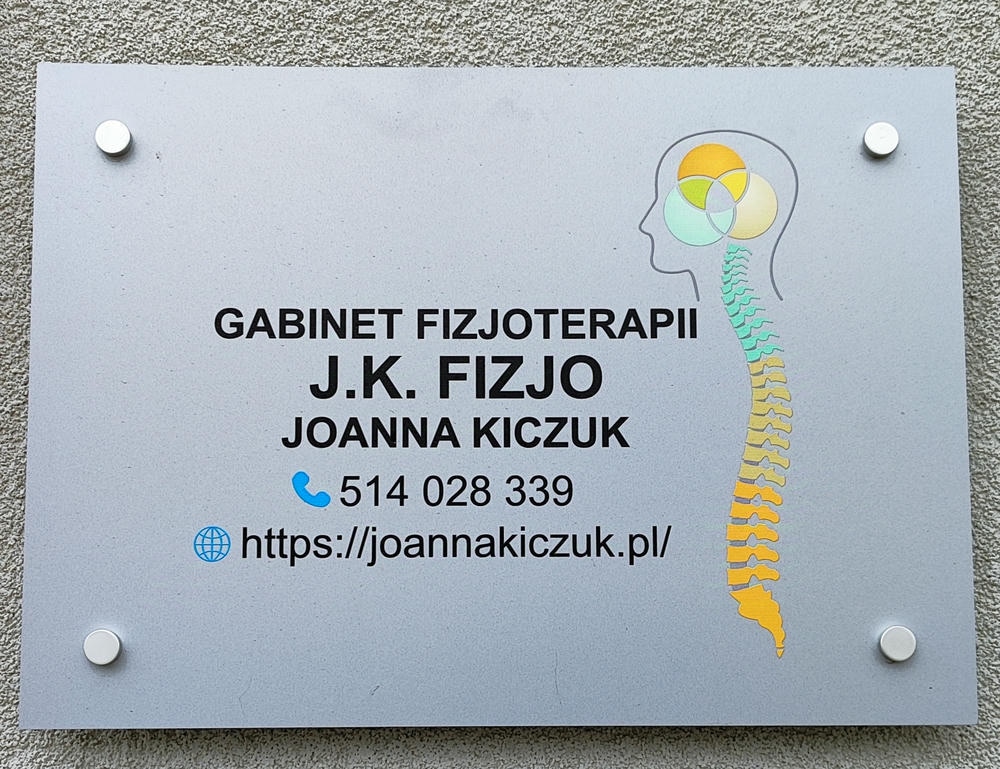 GABINET FIZJOTERAPII
J.K. FIZJO
JOANNA KICZUK
514 028 339
https://joannakiczuk.pl/